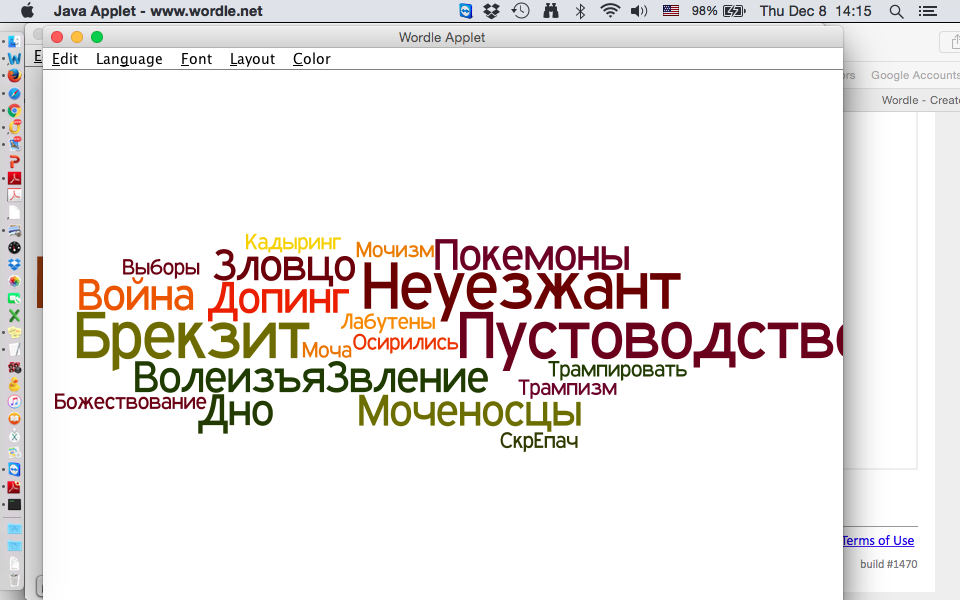 Java Applet - www.wordle.net
98%
Thu Dec 8 14:15
Wordle Applet
Edit Language Font Layout Color
Google Accounts
Wordle - Create
Кадыринг
Мочизм
Покемоны
Выборы
Зловцо
Неуезжант
Война
Допинг
Лабутены
Брекзит
Пустоводство
Моча
Осирились
Трампировать
ВолеизъяЗвление
Трампизм
Божествование
Дно
Моченосцы
СкрЕпач
Terms of Use
build #1470